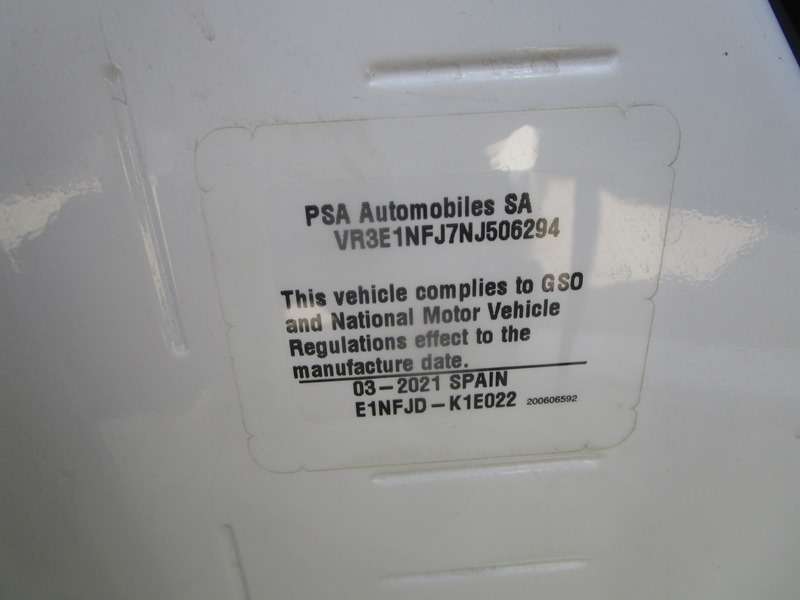 PSA Automobiles SA
VR3E1NFJ7NJ506294
This vehicle complies to GSO
and National Motor Vehicle
Regulations effect to the
manufacture date.
03-2021 SPAIN
E1NFJD-K1E022 200606592